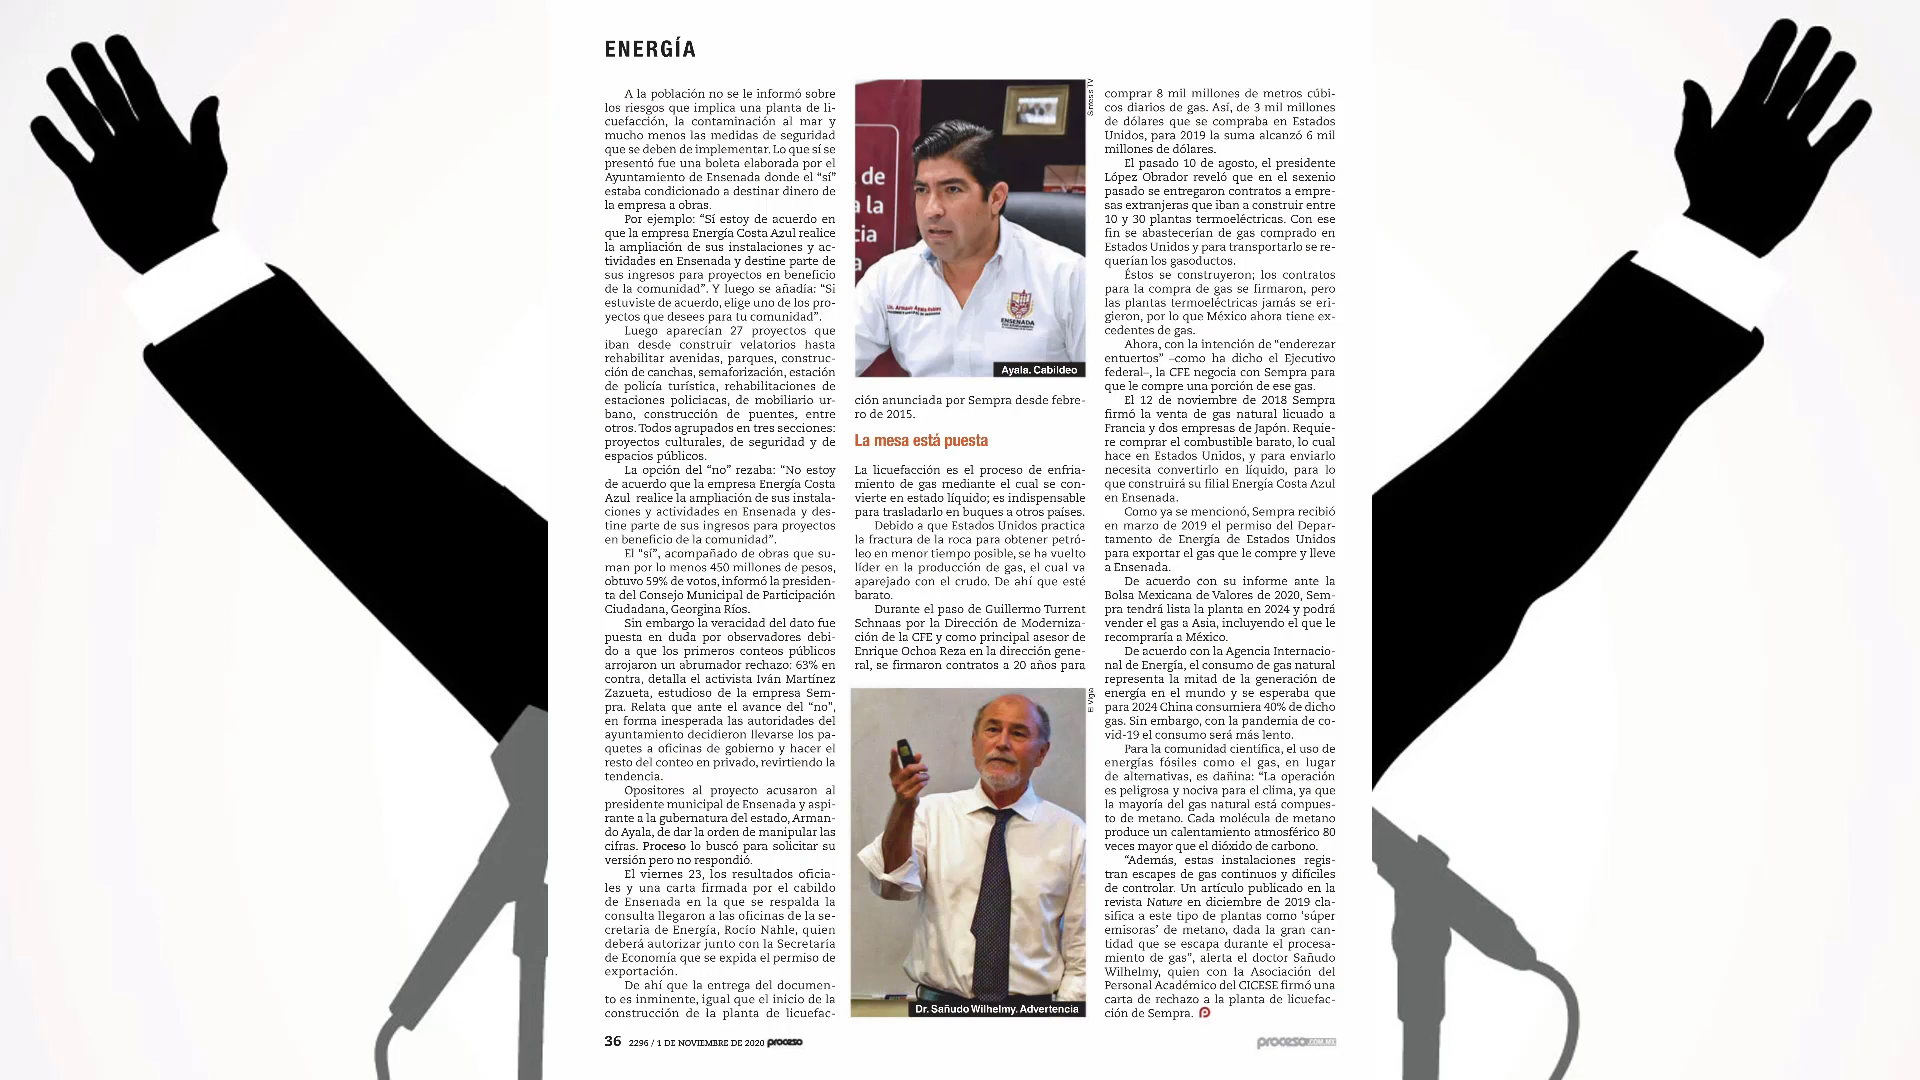 ENERGÍA
A la población no se le informó sobre
los riesgos que implica una planta de li-
cuefacción, la contaminación al mar y
mucho menos las medidas de seguridad
que se deben de implementar. Lo que sí se
presentó fue una boleta elaborada por el
Ayuntamiento de Ensenada donde el “sí”
estaba condicionado a destinar dinero de
la empresa a obras.
Por ejemplo: “Sí estoy de acuerdo en
que la empresa Energía Costa Azul realice
la ampliación de sus instalaciones y ac-
tividades en Ensenada y destine parte de
sus ingresos para proyectos en beneficio
de la comunidad”. Y luego se añadía: “Si
estuviste de acuerdo, elige uno de los pro-
yectos que desees para tu comunidad”.
Luego aparecían 27 proyectos que
iban desde construir velatorios hasta
rehabilitar avenidas, parques, construc-
ción de canchas, semaforización, estación
de policía turística, rehabilitaciones de
estaciones policiacas, de mobiliario ur-
bano, construcción de puentes, entre
otros. Todos agrupados en tres secciones:
proyectos culturales, de seguridad y de
espacios públicos.
La opción del “no” rezaba: “No estoy
de acuerdo que la empresa Energía Costa
Azul realice la ampliación de sus instala-
ciones y actividades en Ensenada y des-
tine parte de sus ingresos para proyectos
en beneficio de la comunidad”.
El “sí”, acompañado de obras que su-
man por lo menos 450 millones de pesos,
obtuvo 59% de votos, informó la presiden-
ta del Consejo Municipal de Participación
Ciudadana, Georgina Ríos.
Sin embargo la veracidad del dato fue
puesta en duda por observadores debi-
do a que los primeros conteos públicos
arrojaron un abrumador rechazo: 63% en
contra, detalla el activista Iván Martínez
Zazueta, estudioso de la empresa Sem-
pra. Relata que ante el avance del “no”,
en forma inesperada las autoridades del
ayuntamiento decidieron llevarse los pa-
quetes a oficinas de gobierno y hacer el
resto del conteo en privado, revirtiendo la
tendencia.
Opositores al proyecto acusaron al
presidente municipal de Ensenada y aspi-
rante a la gubernatura del estado, Arman-
do Ayala, de dar la orden de manipular las
cifras. Proceso lo buscó para solicitar su
versión pero no respondió.
El viernes 23, los resultados oficia-
les y una carta firmada por el cabildo
de Ensenada en la que se respalda la
consulta llegaron a las oficinas de la se-
cretaria de Energía, Rocío Nahle, quien
deberá autorizar junto con la Secretaría
de Economía que se expida el permiso de
exportación.
De ahí que la entrega del documen-
to es inminente, igual que el inicio de la
construcción de la planta de licuefac-
de
a la
cia
a
Lic. Armando Ayala Robles
ENSENADA
Síntesis TV
Ayala. Cabildeo
ción anunciada por Sempra desde febre-
ro de 2015.
La mesa está puesta
La licuefacción es el proceso de enfria-
miento de gas mediante el cual se con-
vierte en estado líquido; es indispensable
para trasladarlo en buques a otros países.
Debido a que Estados Unidos practica
la fractura de la roca para obtener petró-
leo en menor tiempo posible, se ha vuelto
líder en la producción de gas, el cual va
aparejado con el crudo. De ahí que esté
barato.
Durante el paso de Guillermo Turrent
Schnaas por la Dirección de Moderniza-
ción de la CFE y como principal asesor de
Enrique Ochoa Reza en la dirección gene-
ral, se firmaron contratos a 20 años para
El Vigía
Dr. Sañudo Wilhelmy. Advertencia
comprar 8 mil millones de metros cúbi-
cos diarios de gas. Así, de 3 mil millones
de dólares que se compraba en Estados
Unidos, para 2019 la suma alcanzó 6 mil
millones de dólares.
El pasado 10 de agosto, el presidente
López Obrador reveló que en el sexenio
pasado se entregaron contratos a empre-
sas extranjeras que iban a construir entre
10 y 30 plantas termoeléctricas. Con ese
fin se abastecerían de gas comprado en
Estados Unidos y para transportarlo se re-
querían los gasoductos.
Éstos se construyeron; los contratos
para la compra de gas se firmaron, pero
las plantas termoeléctricas jamás se eri-
gieron, por lo que México ahora tiene ex-
cedentes de gas.
Ahora, con la intención de “enderezar
entuertos” –como ha dicho el Ejecutivo
federal–, la CFE negocia con Sempra para
que le compre una porción de ese gas.
El 12 de noviembre de 2018 Sempra
firmó la venta de gas natural licuado a
Francia y dos empresas de Japón. Requie-
re comprar el combustible barato, lo cual
hace en Estados Unidos, y para enviarlo
necesita convertirlo en líquido, para lo
que construirá su filial Energía Costa Azul
en Ensenada.
Como ya se mencionó, Sempra recibió
en marzo de 2019 el permiso del Depar-
tamento de Energía de Estados Unidos
para exportar el gas que le compre y lleve
a Ensenada.
De acuerdo con su informe ante la
Bolsa Mexicana de Valores de 2020, Sem-
pra tendrá lista la planta en 2024 y podrá
vender el gas a Asia, incluyendo el que le
recompraría a México.
De acuerdo con la Agencia Internacio-
nal de Energía, el consumo de gas natural
representa la mitad de la generación de
energía en el mundo y se esperaba que
para 2024 China consumiera 40% de dicho
gas. Sin embargo, con la pandemia de co-
vid-19 el consumo será más lento.
Para la comunidad científica, el uso de
energías fósiles como el gas, en lugar
de alternativas, es dañina: “La operación
es peligrosa y nociva para el clima, ya que
la mayoría del gas natural está compues-
to de metano. Cada molécula de metano
produce un calentamiento atmosférico 80
veces mayor que el dióxido de carbono.
“Además, estas instalaciones regis-
tran escapes de gas continuos y difíciles
de controlar. Un artículo publicado en la
revista Nature en diciembre de 2019 cla-
sifica a este tipo de plantas como ‘súper
emisoras’ de metano, dada la gran can-
tidad que se escapa durante el procesa-
miento de gas”, alerta el doctor Sañudo
Wilhelmy, quien con la Asociación del
Personal Académico del CICESE firmó una
carta de rechazo a la planta de licuefac-
ción de Sempra.
36 2296 / 1 DE NOVIEMBRE DE 2020 proceso
proceso.COM.MX